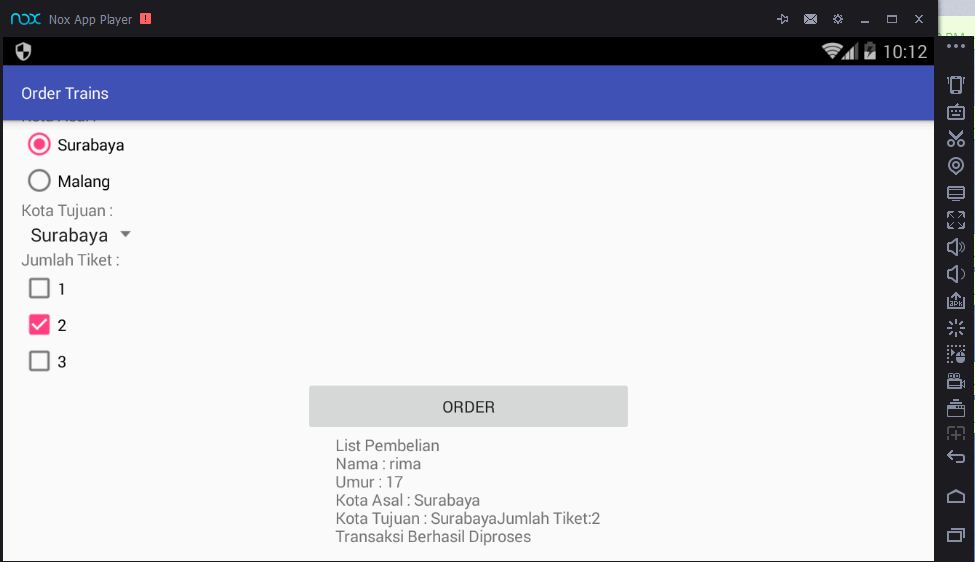 nox Nox App Player
10:12
Order Trains
Surabaya
Malang
Kota Tujuan :
Surabaya
Jumlah Tiket :
1
2
3
ORDER
List Pembelian
Nama : rima
Umur : 17
Kota Asal : Surabaya
Kota Tujuan : SurabayaJumlah Tiket:2
Transaksi Berhasil Diproses